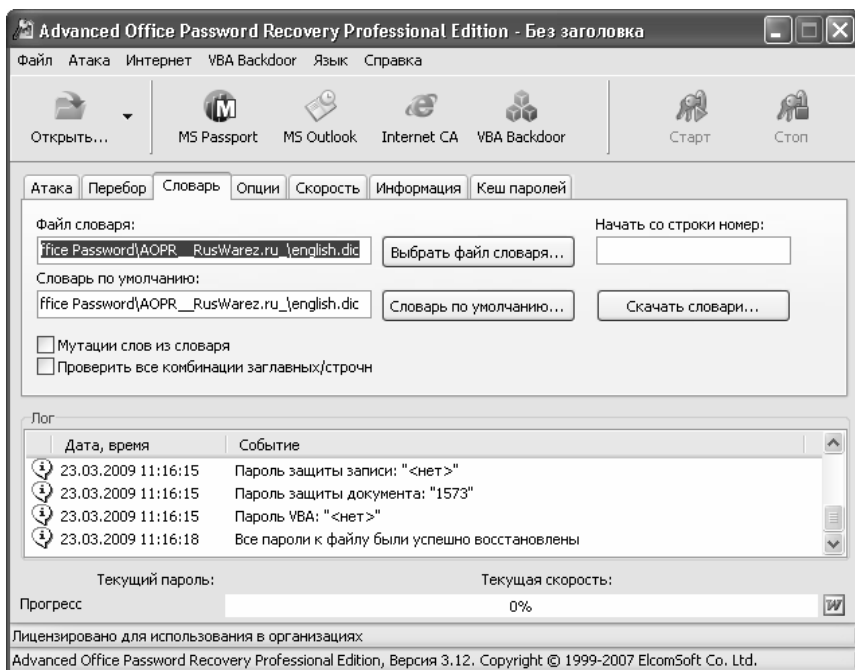 Advanced Office Password Recovery Professional Edition - Без заголовка
Файл Атака Интернет VBA Backdoor Язык Справка
Открыть... MS Passport MS Outlook Internet CA VBA Backdoor Старт Стоп
Атака Перебор Словарь Опции Скорость Информация Кеш паролей
Файл словаря: Начать со строки номер:
ffice Password\AOPR__RusWarez.ru_\english.dic Выбрать файл словаря...
Словарь по умолчанию:
ffice Password\AOPR__RusWarez.ru_\english.dic Словарь по умолчанию... Скачать словари...
Мутации слов из словаря
Проверить все комбинации заглавных/строчн
Лог
Дата, время Событие
23.03.2009 11:16:15 Пароль защиты записи: "<нет>"
23.03.2009 11:16:15 Пароль защиты документа: "1573"
23.03.2009 11:16:15 Пароль VBA: "<нет>"
23.03.2009 11:16:18 Все пароли к файлу были успешно восстановлены
Текущий пароль: Текущая скорость:
Прогресс 0%
Лицензировано для использования в организациях
Advanced Office Password Recovery Professional Edition, Версия 3.12. Copyright © 1999-2007 ElcomSoft Co. Ltd.